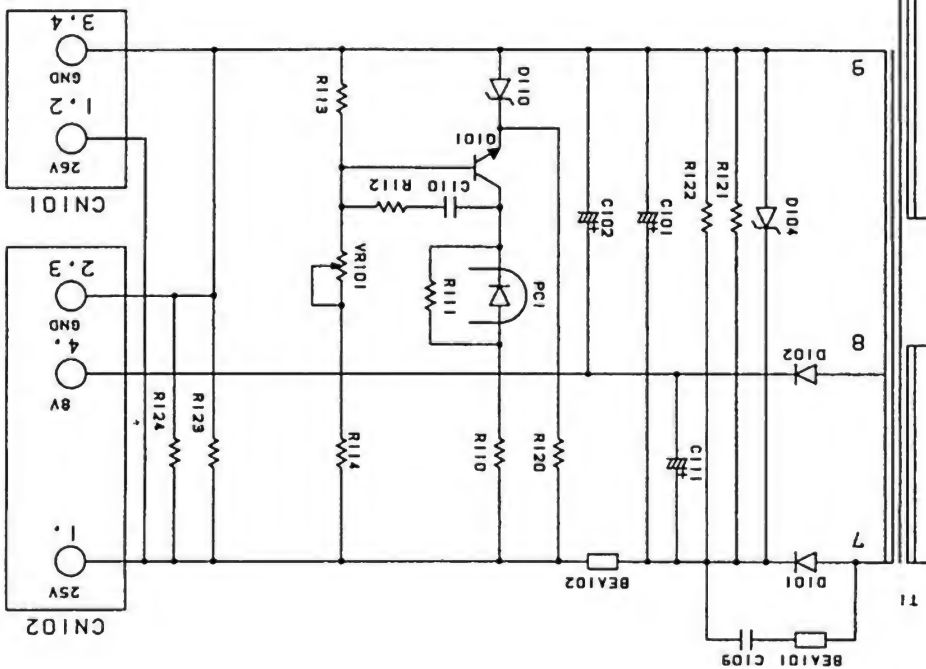 BEA101
C109
T1
CN102
7
D101
BEA102
25V
1.
C111
R120
R110
R114
R123
R124
8
D102
8V
4.
GND
2.3
PC1
R111
VR101
D104
R121
R122
C101
C102
C110
R112
CN101
Q101
26V
1.2
9
D110
R113
GND
3.4